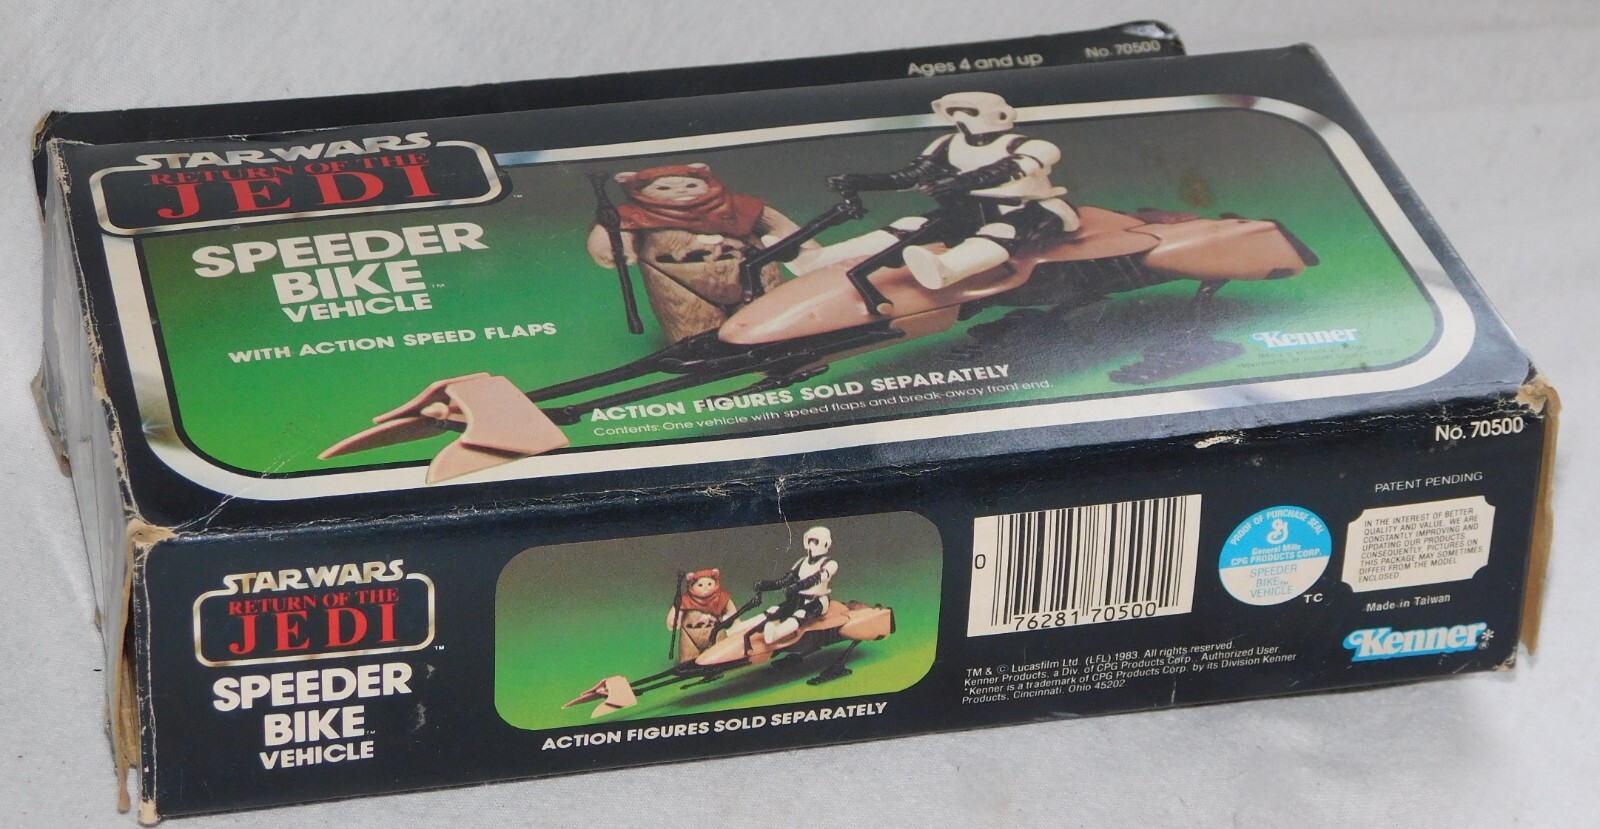 Ages 4 and up
No. 70500
STAR WARS
RETURN OF THE
JEDI
™
SPEEDER
BIKE™
VEHICLE
WITH ACTION SPEED FLAPS
ACTION FIGURES SOLD SEPARATELY
Contents: One vehicle with speed flaps and break-away front end.
Kenner
STAR WARS
RETURN OF THE
JEDI
™
SPEEDER
BIKE™
VEHICLE
ACTION FIGURES SOLD SEPARATELY
0
76281 70500
TM & © Lucasfilm Ltd. (LFL) 1983. All rights reserved.
Kenner Products, a Div. of CPG Products Corp., Authorized User.
*Kenner is a trademark of CPG Products Corp. by its Division Kenner
Products, Cincinnati, Ohio 45202
PROOF OF PURCHASE SEAL
G
General Mills
CPG PRODUCTS CORP.
SPEEDER
BIKE™
VEHICLE
TC
No. 70500
PATENT PENDING
IN THE INTEREST OF BETTER
QUALITY AND VALUE, WE ARE
CONSTANTLY IMPROVING AND
UPDATING OUR PRODUCTS.
CONSEQUENTLY, PICTURES ON
THIS PACKAGE MAY SOMETIMES
DIFFER FROM THE MODEL
ENCLOSED.
Made in Taiwan
Kenner®*